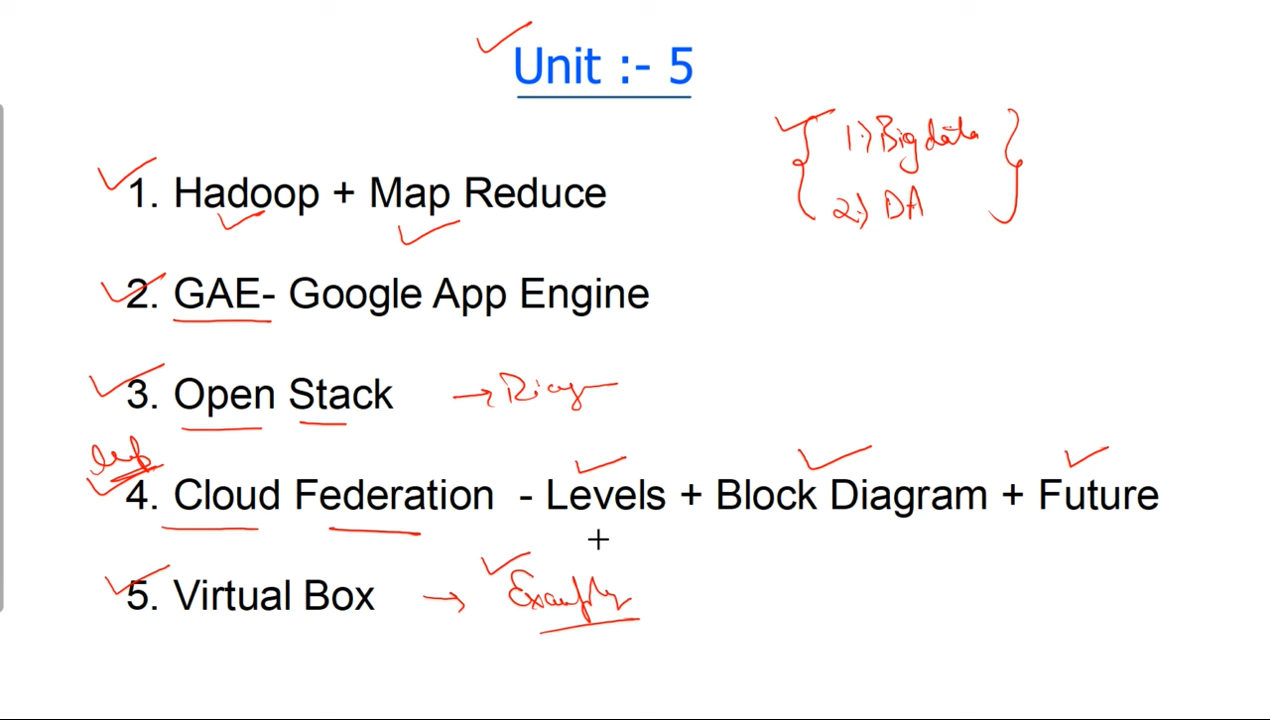 Unit :- 5
1.) Big data
2.) DA
1. Hadoop + Map Reduce
2. GAE- Google App Engine
3. Open Stack →
4. Cloud Federation - Levels + Block Diagram + Future
5. Virtual Box →